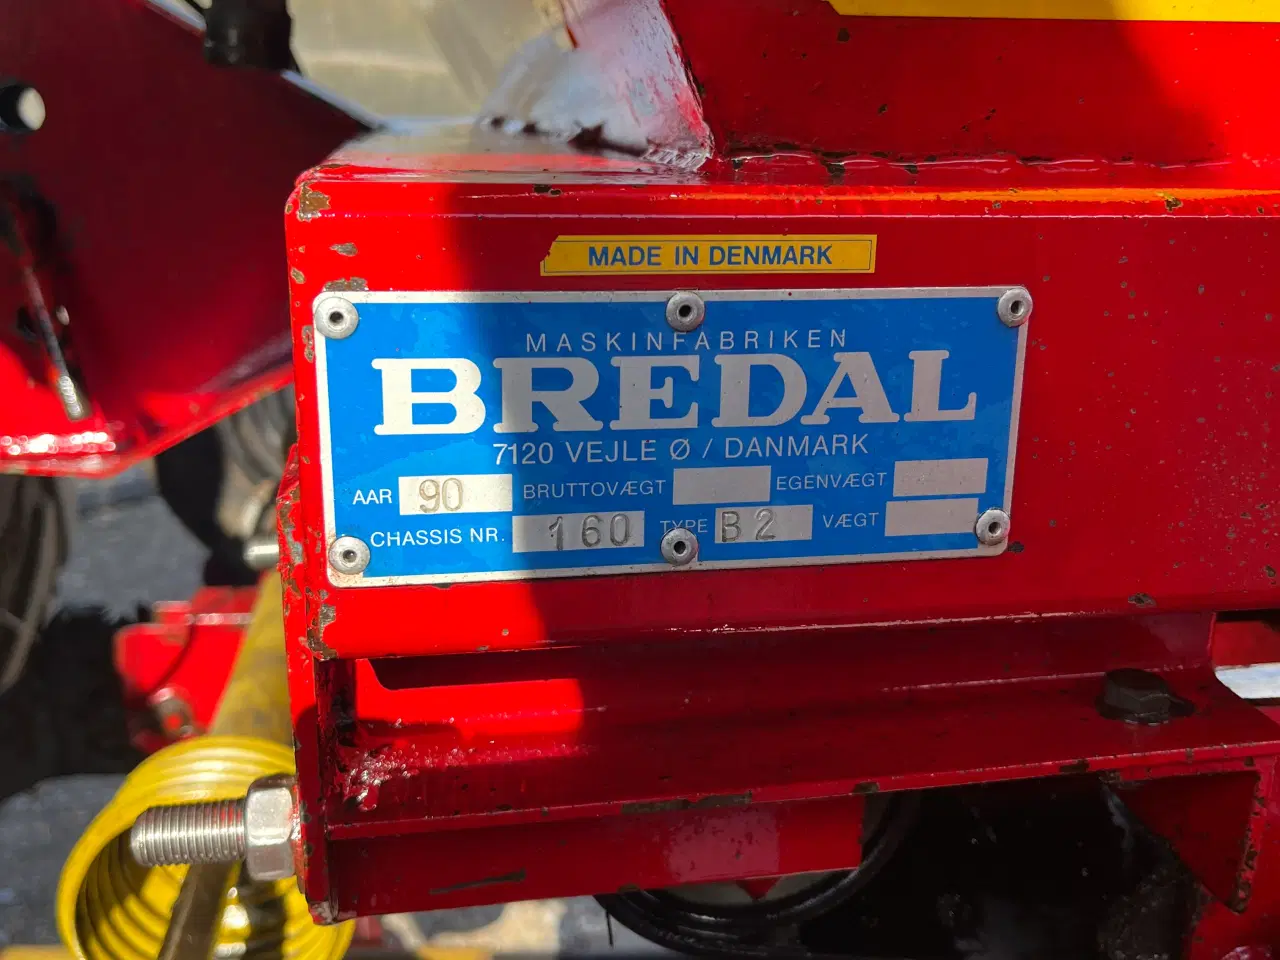 MADE IN DENMARK
MASKINFABRIKEN
BREDAL
7120 VEJLE Ø / DANMARK
AAR 90 BRUTTOVÆGT EGENVÆGT
CHASSIS NR. 160 TYPE B2 VÆGT